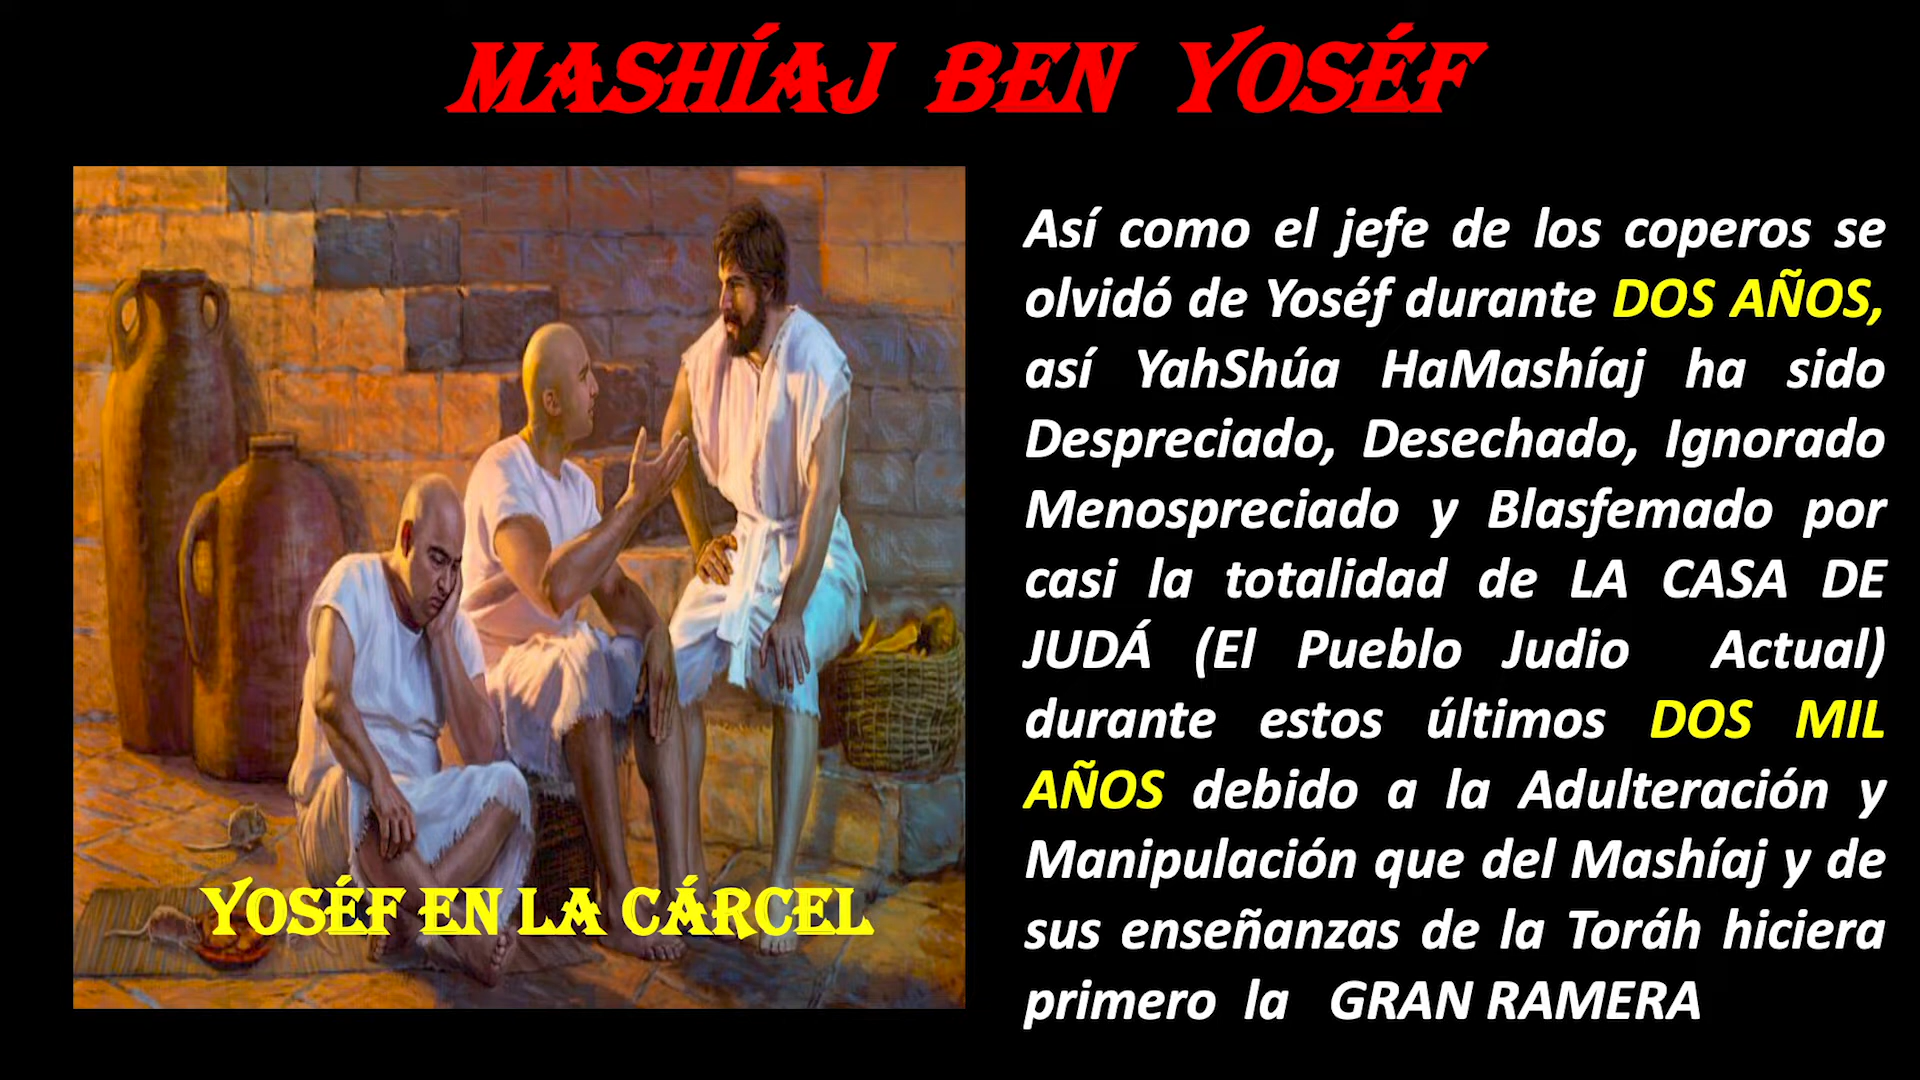 MASHÍAJ BEN YOSÉF
YOSÉF EN LA CÁRCEL
Así como el jefe de los coperos se
olvidó de Yoséf durante DOS AÑOS,
así YahShúa HaMashíaj ha sido
Despreciado, Desechado, Ignorado
Menospreciado y Blasfemado por
casi la totalidad de LA CASA DE
JUDÁ (El Pueblo Judio Actual)
durante estos últimos DOS MIL
AÑOS debido a la Adulteración y
Manipulación que del Mashíaj y de
sus enseñanzas de la Toráh hiciera
primero la GRAN RAMERA